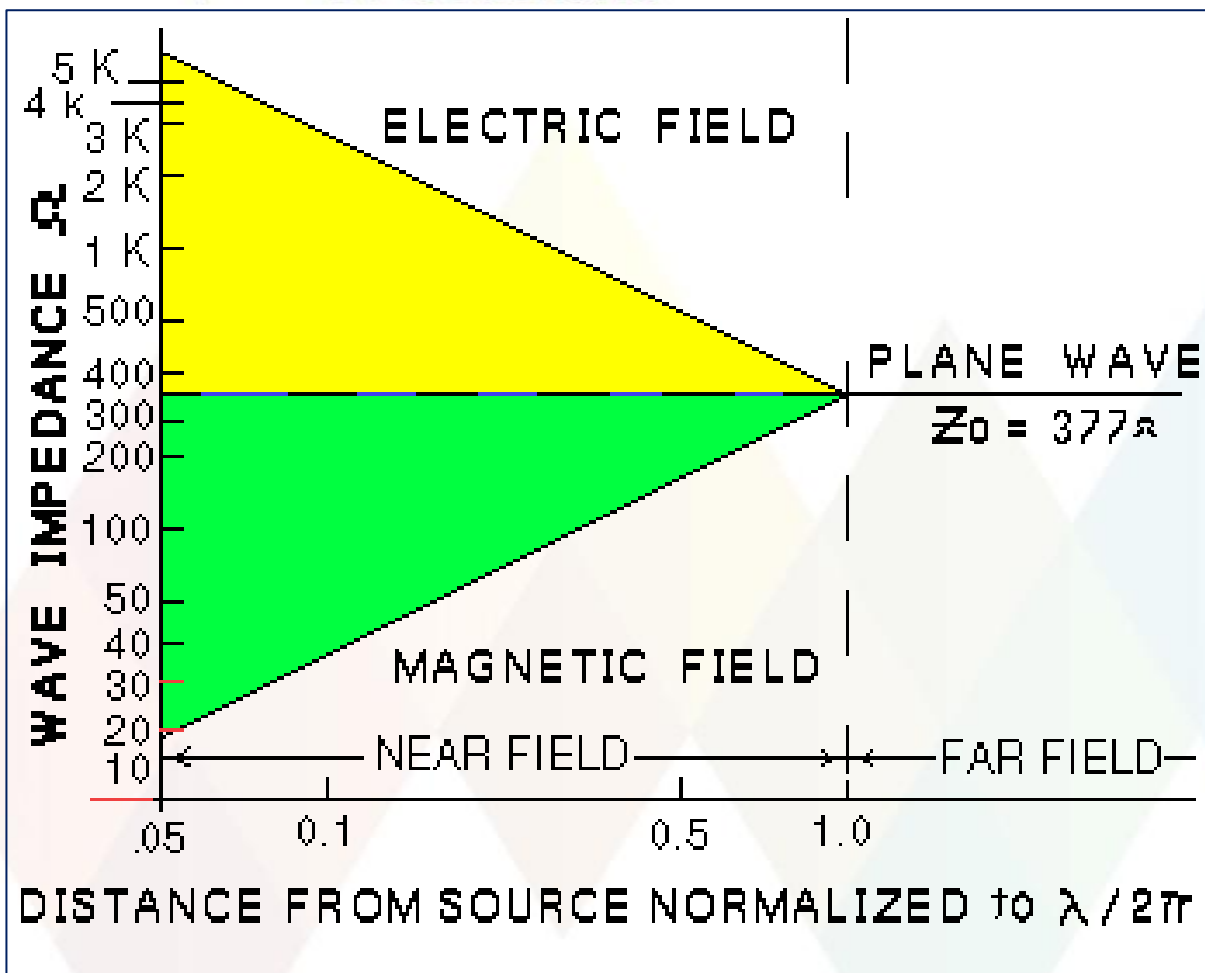 5 K
4 k
3 K
2 K
1 K
500
400
300
200
100
50
40
30
20
10
WAVE IMPEDANCE Ω
ELECTRIC FIELD
PLANE WAVE
Zo = 377Ω
MAGNETIC FIELD
NEAR FIELD
FAR FIELD
.05
0.1
0.5
1.0
DISTANCE FROM SOURCE NORMALIZED to λ/2π